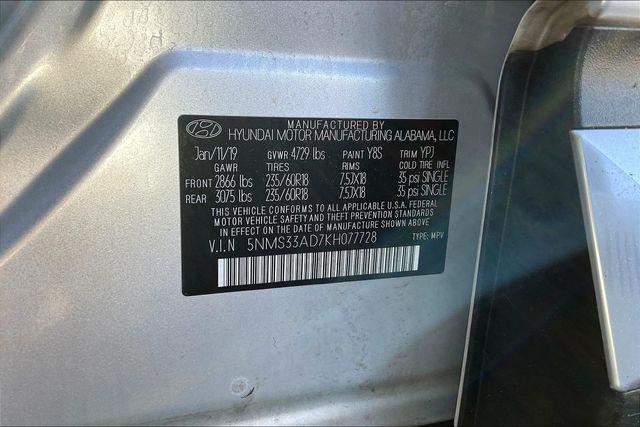 MANUFACTURED BY
HYUNDAI MOTOR MANUFACTURING ALABAMA, LLC
Jan/11/19 GVWR 4729 lbs PAINT Y8S TRIM YPJ
GAWR TIRES RIMS COLD TIRE INFL
FRONT 2866 lbs 235/60R18 7.5JX18 35 psi SINGLE
REAR 3075 lbs 235/60R18 7.5JX18 35 psi SINGLE
THIS VEHICLE CONFORMS TO ALL APPLICABLE U.S.A. FEDERAL
MOTOR VEHICLE SAFETY AND THEFT PREVENTION STANDARDS
IN EFFECT ON THE DATE OF MANUFACTURE SHOWN ABOVE
V.I.N 5NMS33AD7KH077728 TYPE: MPV